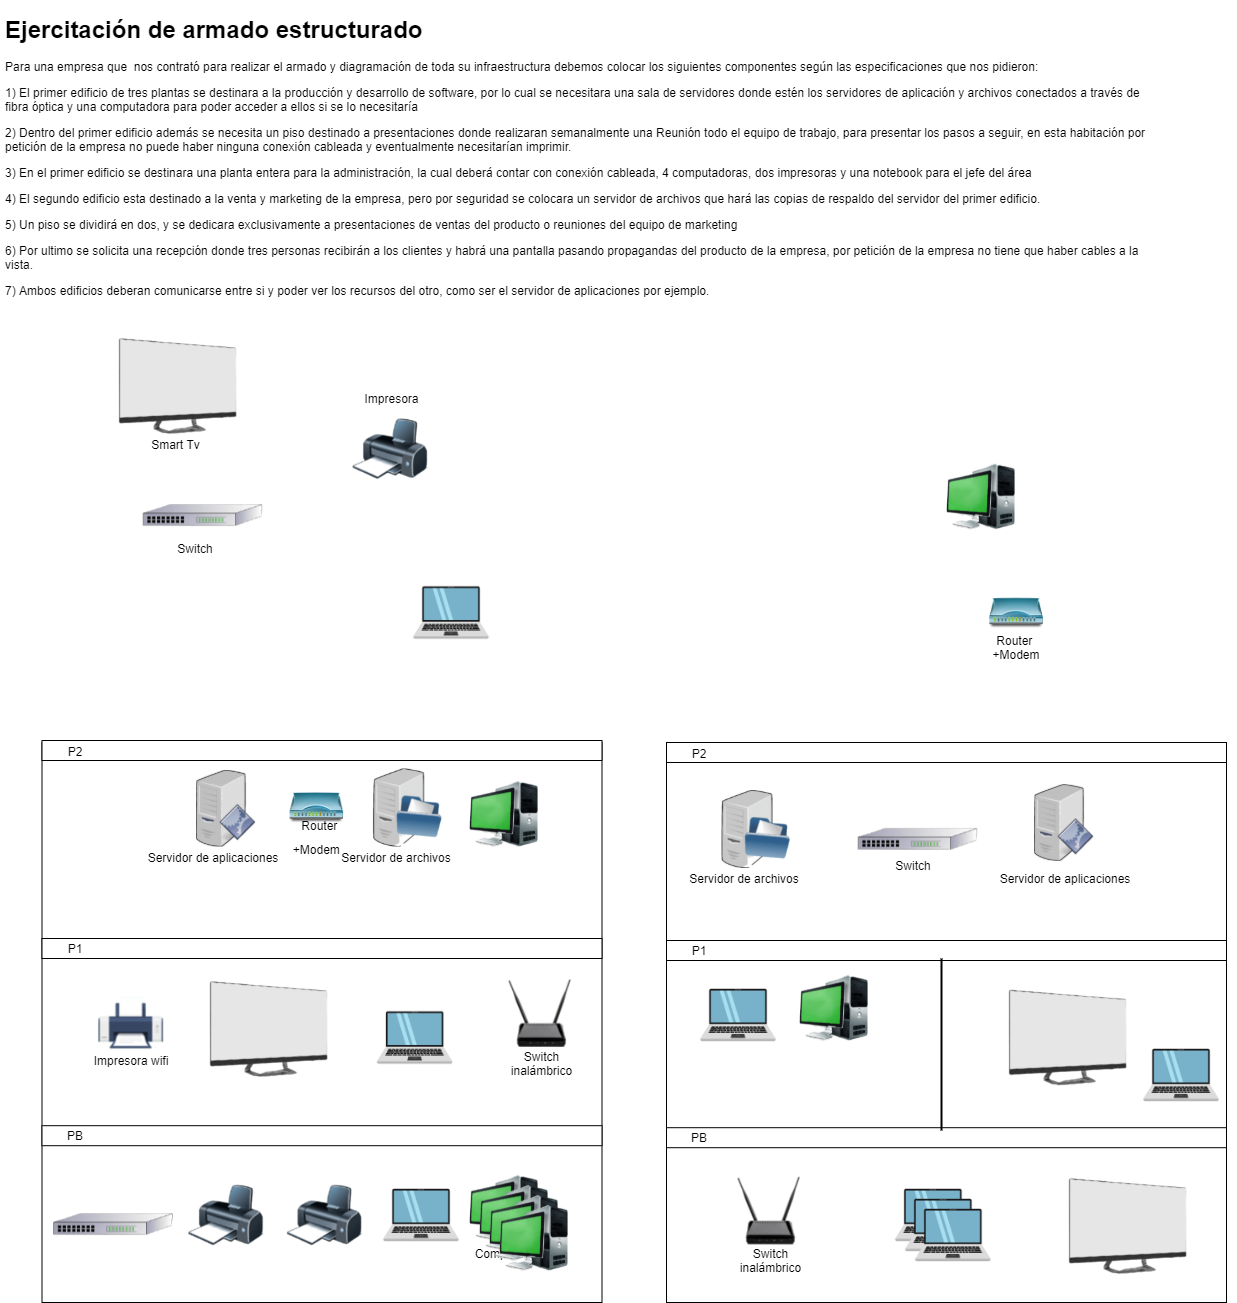 Ejercitación de armado estructurado
Para una empresa que  nos contrató para realizar el armado y diagramación de toda su infraestructura debemos colocar los siguientes componentes según las especificaciones que nos pidieron:
1) El primer edificio de tres plantas se destinara a la producción y desarrollo de software, por lo cual se necesitara una sala de servidores donde estén los servidores de aplicación y archivos conectados a través de
fibra óptica y una computadora para poder acceder a ellos si se lo necesitaría
2) Dentro del primer edificio además se necesita un piso destinado a presentaciones donde realizaran semanalmente una Reunión todo el equipo de trabajo, para presentar los pasos a seguir, en esta habitación por
petición de la empresa no puede haber ninguna conexión cableada y eventualmente necesitarían imprimir.
3) En el primer edificio se destinara una planta entera para la administración, la cual deberá contar con conexión cableada, 4 computadoras, dos impresoras y una notebook para el jefe del área
4) El segundo edificio esta destinado a la venta y marketing de la empresa, pero por seguridad se colocara un servidor de archivos que hará las copias de respaldo del servidor del primer edificio.
5) Un piso se dividirá en dos, y se dedicara exclusivamente a presentaciones de ventas del producto o reuniones del equipo de marketing
6) Por ultimo se solicita una recepción donde tres personas recibirán a los clientes y habrá una pantalla pasando propagandas del producto de la empresa, por petición de la empresa no tiene que haber cables a la
vista.
7) Ambos edificios deberan comunicarse entre si y poder ver los recursos del otro, como ser el servidor de aplicaciones por ejemplo.
Smart Tv
Impresora
Switch
Router
+Modem
P2
Servidor de aplicaciones
Router
+Modem
Servidor de archivos
P1
Impresora wifi
Switch
inalámbrico
PB
P2
Servidor de archivos
Switch
Servidor de aplicaciones
P1
PB
Switch
inalámbrico